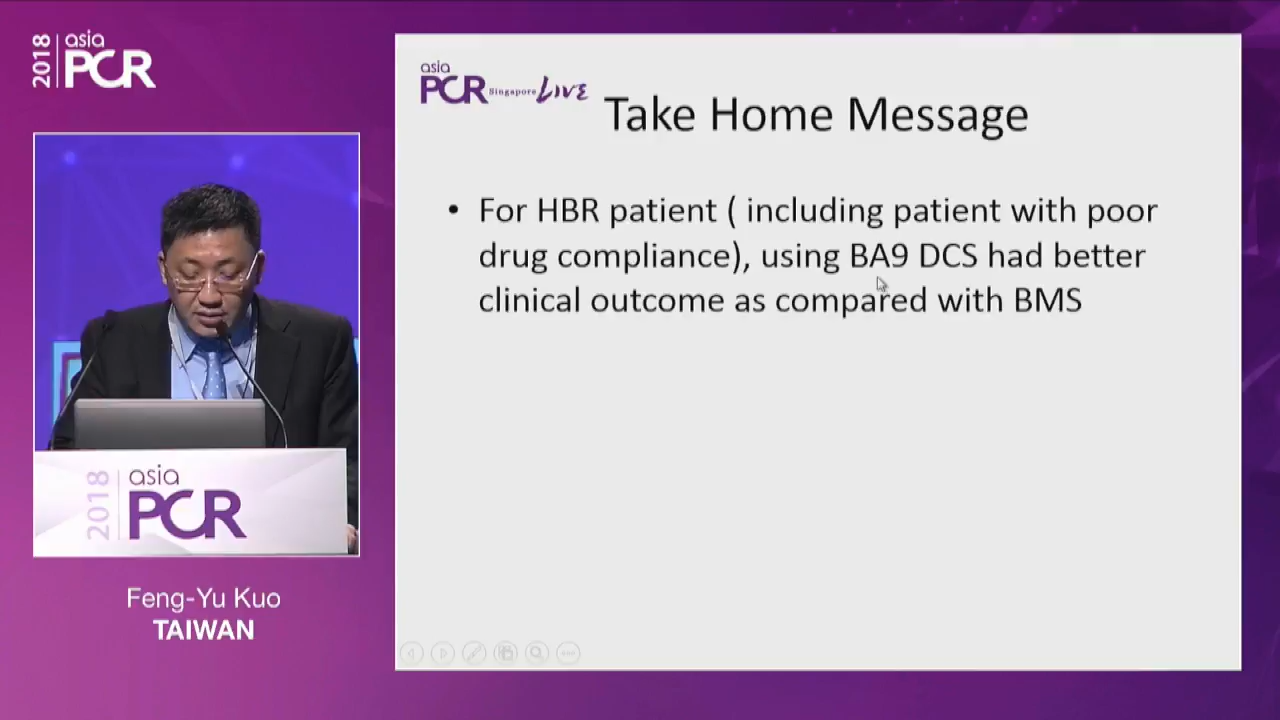 2018 asia PCR
asia
PCR Singapore LIVE
Take Home Message
• For HBR patient ( including patient with poor
drug compliance), using BA9 DCS had better
clinical outcome as compared with BMS
2018 asia PCR
Feng-Yu Kuo
TAIWAN